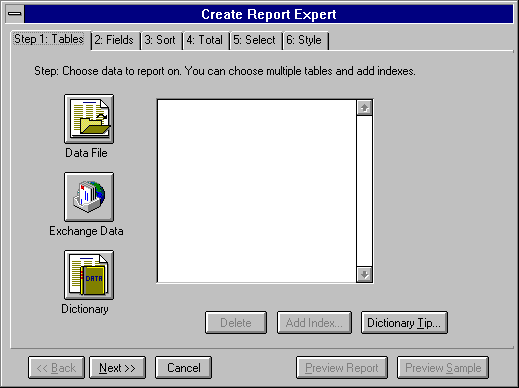 Create Report Expert
Step 1: Tables 2: Fields 3: Sort 4: Total 5: Select 6: Style
Step: Choose data to report on. You can choose multiple tables and add indexes.
Data File
Exchange Data
DATA
Dictionary
Delete Add Index... Dictionary Tip...
<< Back Next >> Cancel Preview Report Preview Sample